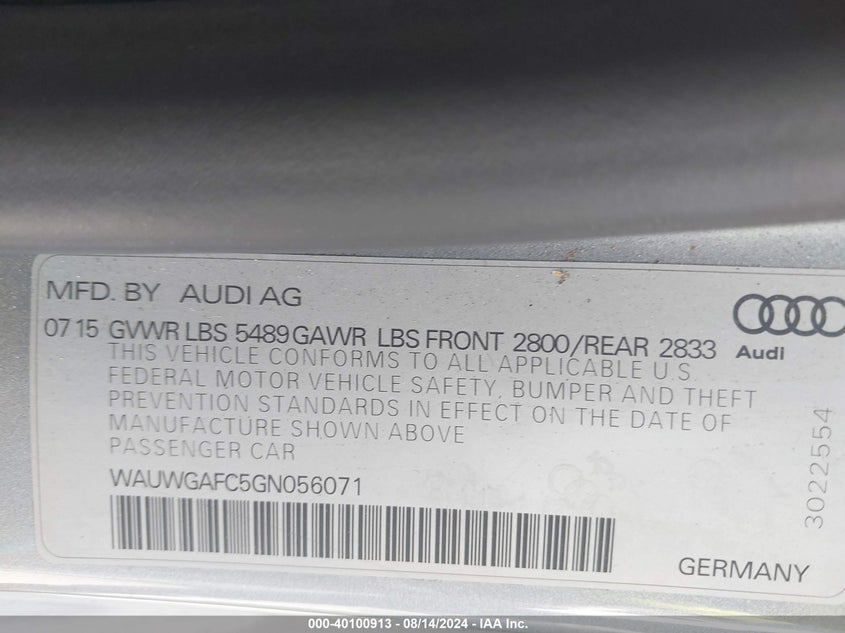 MFD. BY AUDI AG
07 15 GVWR LBS 5489 GAWR LBS FRONT 2800/REAR 2833
Audi
THIS VEHICLE CONFORMS TO ALL APPLICABLE U.S.
FEDERAL MOTOR VEHICLE SAFETY, BUMPER AND THEFT
PREVENTION STANDARDS IN EFFECT ON THE DATE OF
MANUFACTURE SHOWN ABOVE
PASSENGER CAR
WAUWGAFC5GN056071
3022554
GERMANY
000-40100913 - 08/14/2024 - IAA Inc.